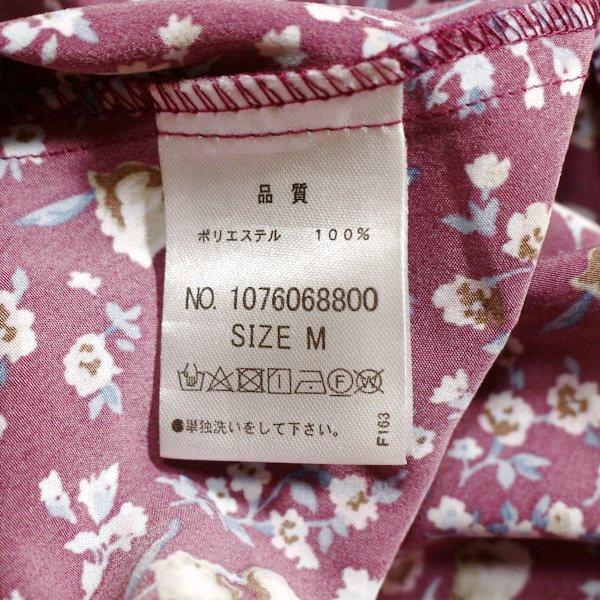 品質
ポリエステル 100%
NO. 1076068800
SIZE M
●単独洗いをして下さい。
F163